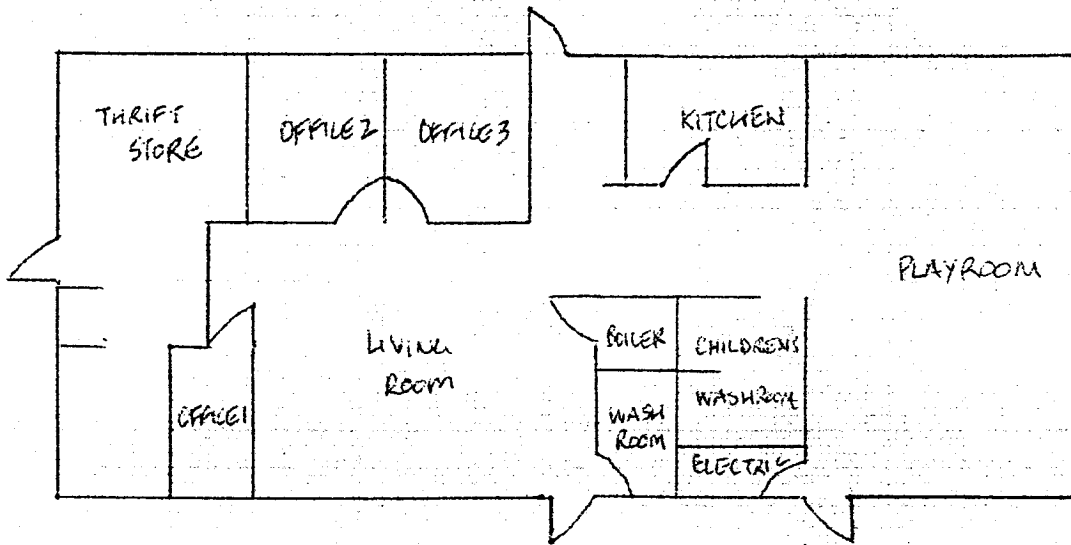 THRIFT
STORE
OFFICE 2
OFFICE 3
KITCHEN
PLAYROOM
LIVING
ROOM
OFFICE 1
BOILER
CHILDRENS
WASHROOM
WASH
ROOM
ELECTRIC